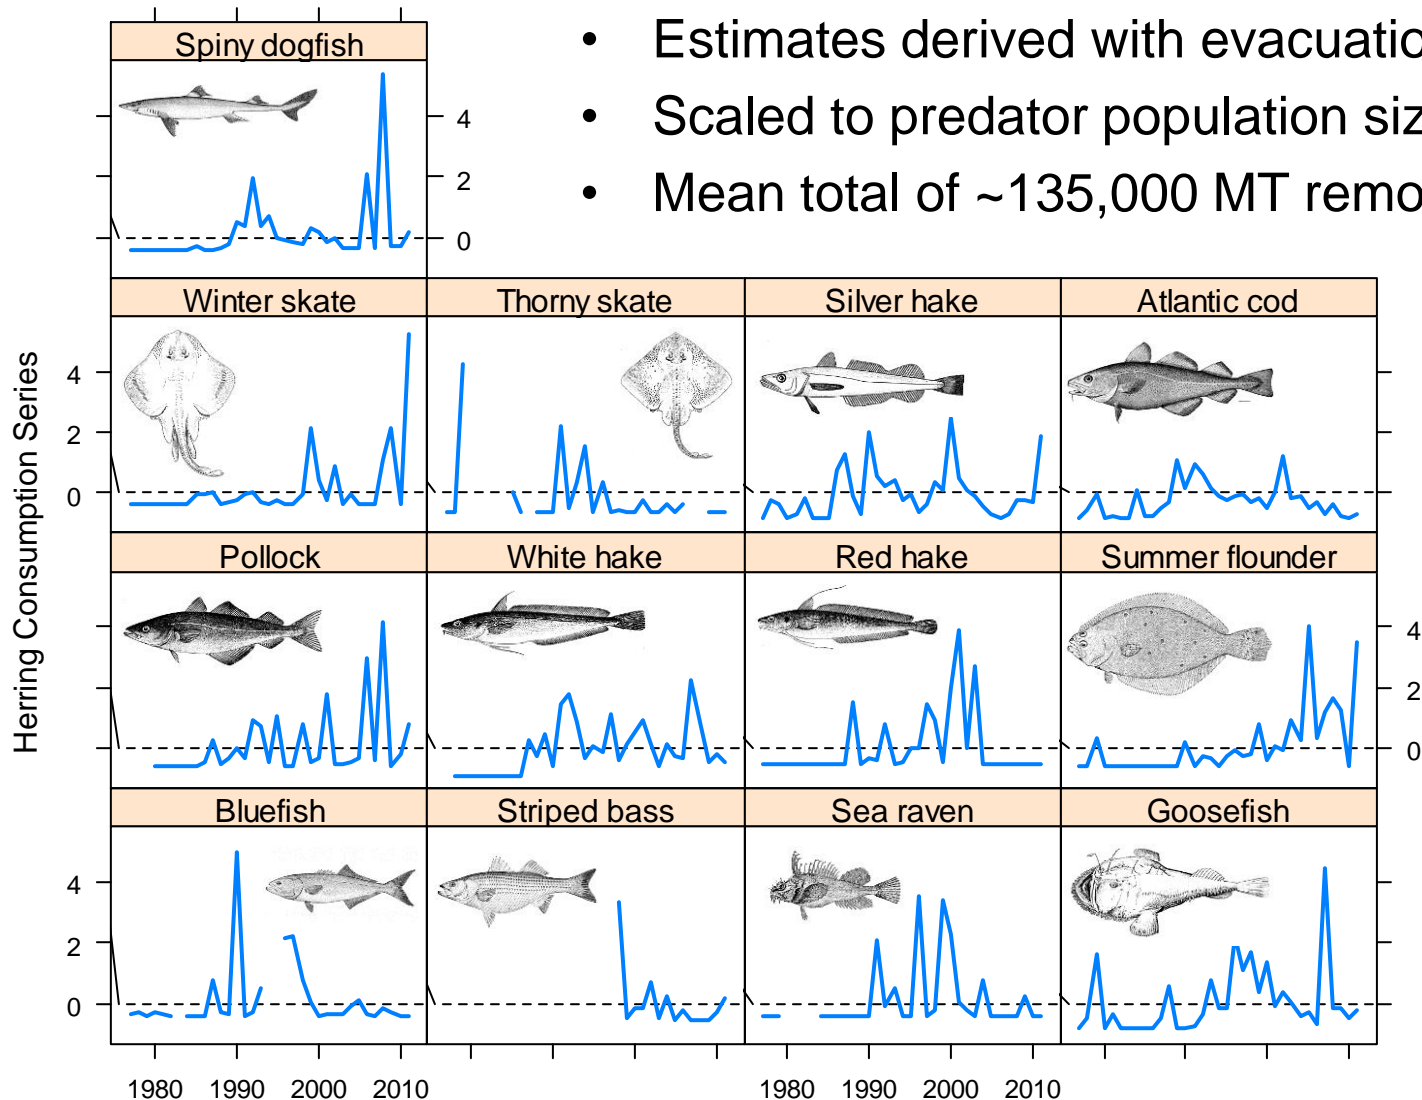 Spiny dogfish
• Estimates derived with evacuatio
• Scaled to predator population siz
• Mean total of ~135,000 MT remo
4
2
0
Winter skate Thorny skate Silver hake Atlantic cod
4
2
0
Herring Consumption Series
Pollock White hake Red hake Summer flounder
4
2
0
Bluefish Striped bass Sea raven Goosefish
4
2
0
1980 1990 2000 2010 1980 1990 2000 2010